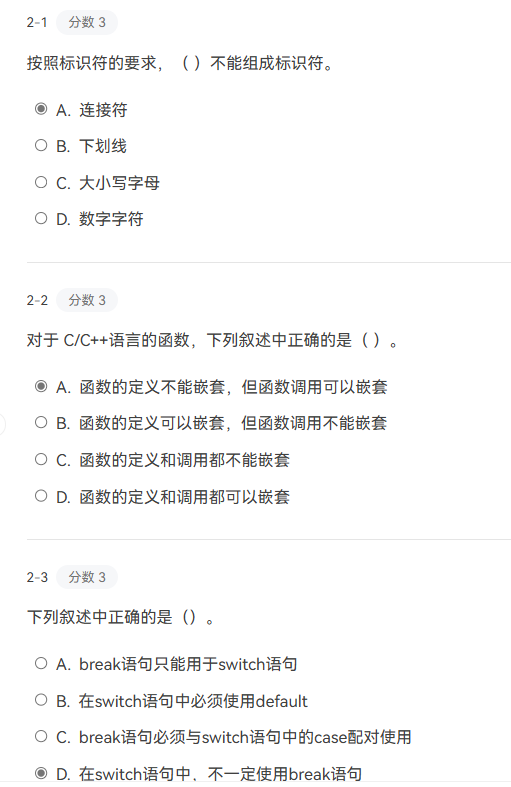 2-1 分数 3
按照标识符的要求，（ ）不能组成标识符。
A. 连接符
B. 下划线
C. 大小写字母
D. 数字字符
2-2 分数 3
对于 C/C++语言的函数，下列叙述中正确的是（ ）。
A. 函数的定义不能嵌套，但函数调用可以嵌套
B. 函数的定义可以嵌套，但函数调用不能嵌套
C. 函数的定义和调用都不能嵌套
D. 函数的定义和调用都可以嵌套
2-3 分数 3
下列叙述中正确的是（）。
A. break语句只能用于switch语句
B. 在switch语句中必须使用default
C. break语句必须与switch语句中的case配对使用
D. 在switch语句中，不一定使用break语句